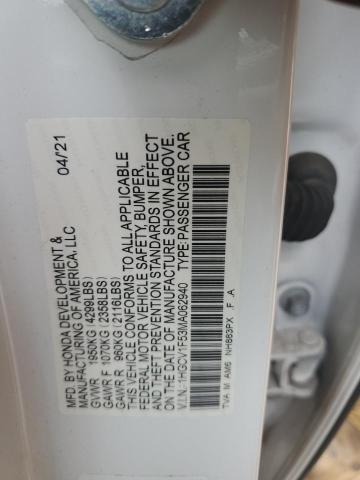 MFD. BY HONDA DEVELOPMENT & 04/'21
MANUFACTURING OF AMERICA, LLC
GVWR 1950KG (4299LBS)
GAWR F 1070KG (2358LBS)
GAWR R 960KG (2116LBS)
THIS VEHICLE CONFORMS TO ALL APPLICABLE
FEDERAL MOTOR VEHICLE SAFETY, BUMPER,
AND THEFT PREVENTION STANDARDS IN EFFECT
ON THE DATE OF MANUFACTURE SHOWN ABOVE.
V.I.N.: 1HGCV1F53MA062940 TYPE:PASSENGER CAR
TVA M AM6 NH883PX F A